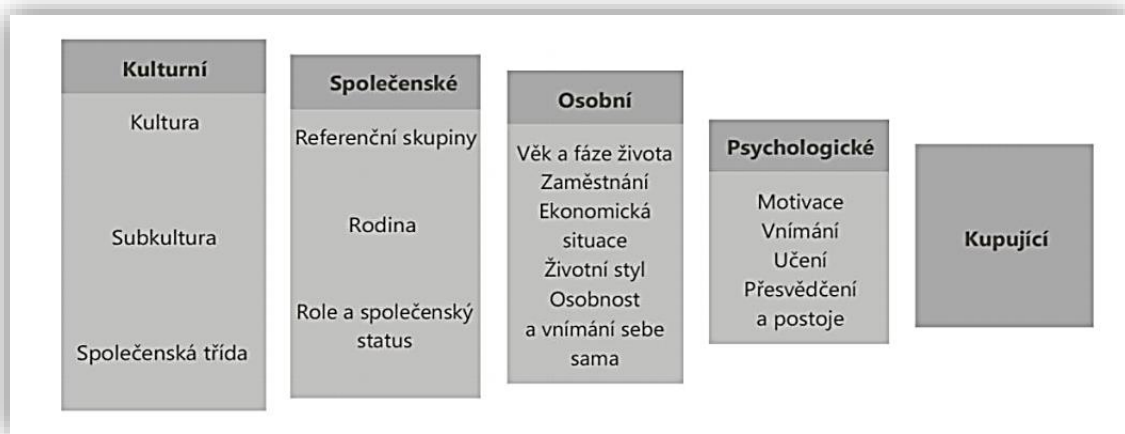 Kulturní
Kultura
Subkultura
Společenská třída
Společenské
Referenční skupiny
Rodina
Role a společenský
status
Osobní
Věk a fáze života
Zaměstnání
Ekonomická
situace
Životní styl
Osobnost
a vnímání sebe
sama
Psychologické
Motivace
Vnímání
Učení
Přesvědčení
a postoje
Kupující